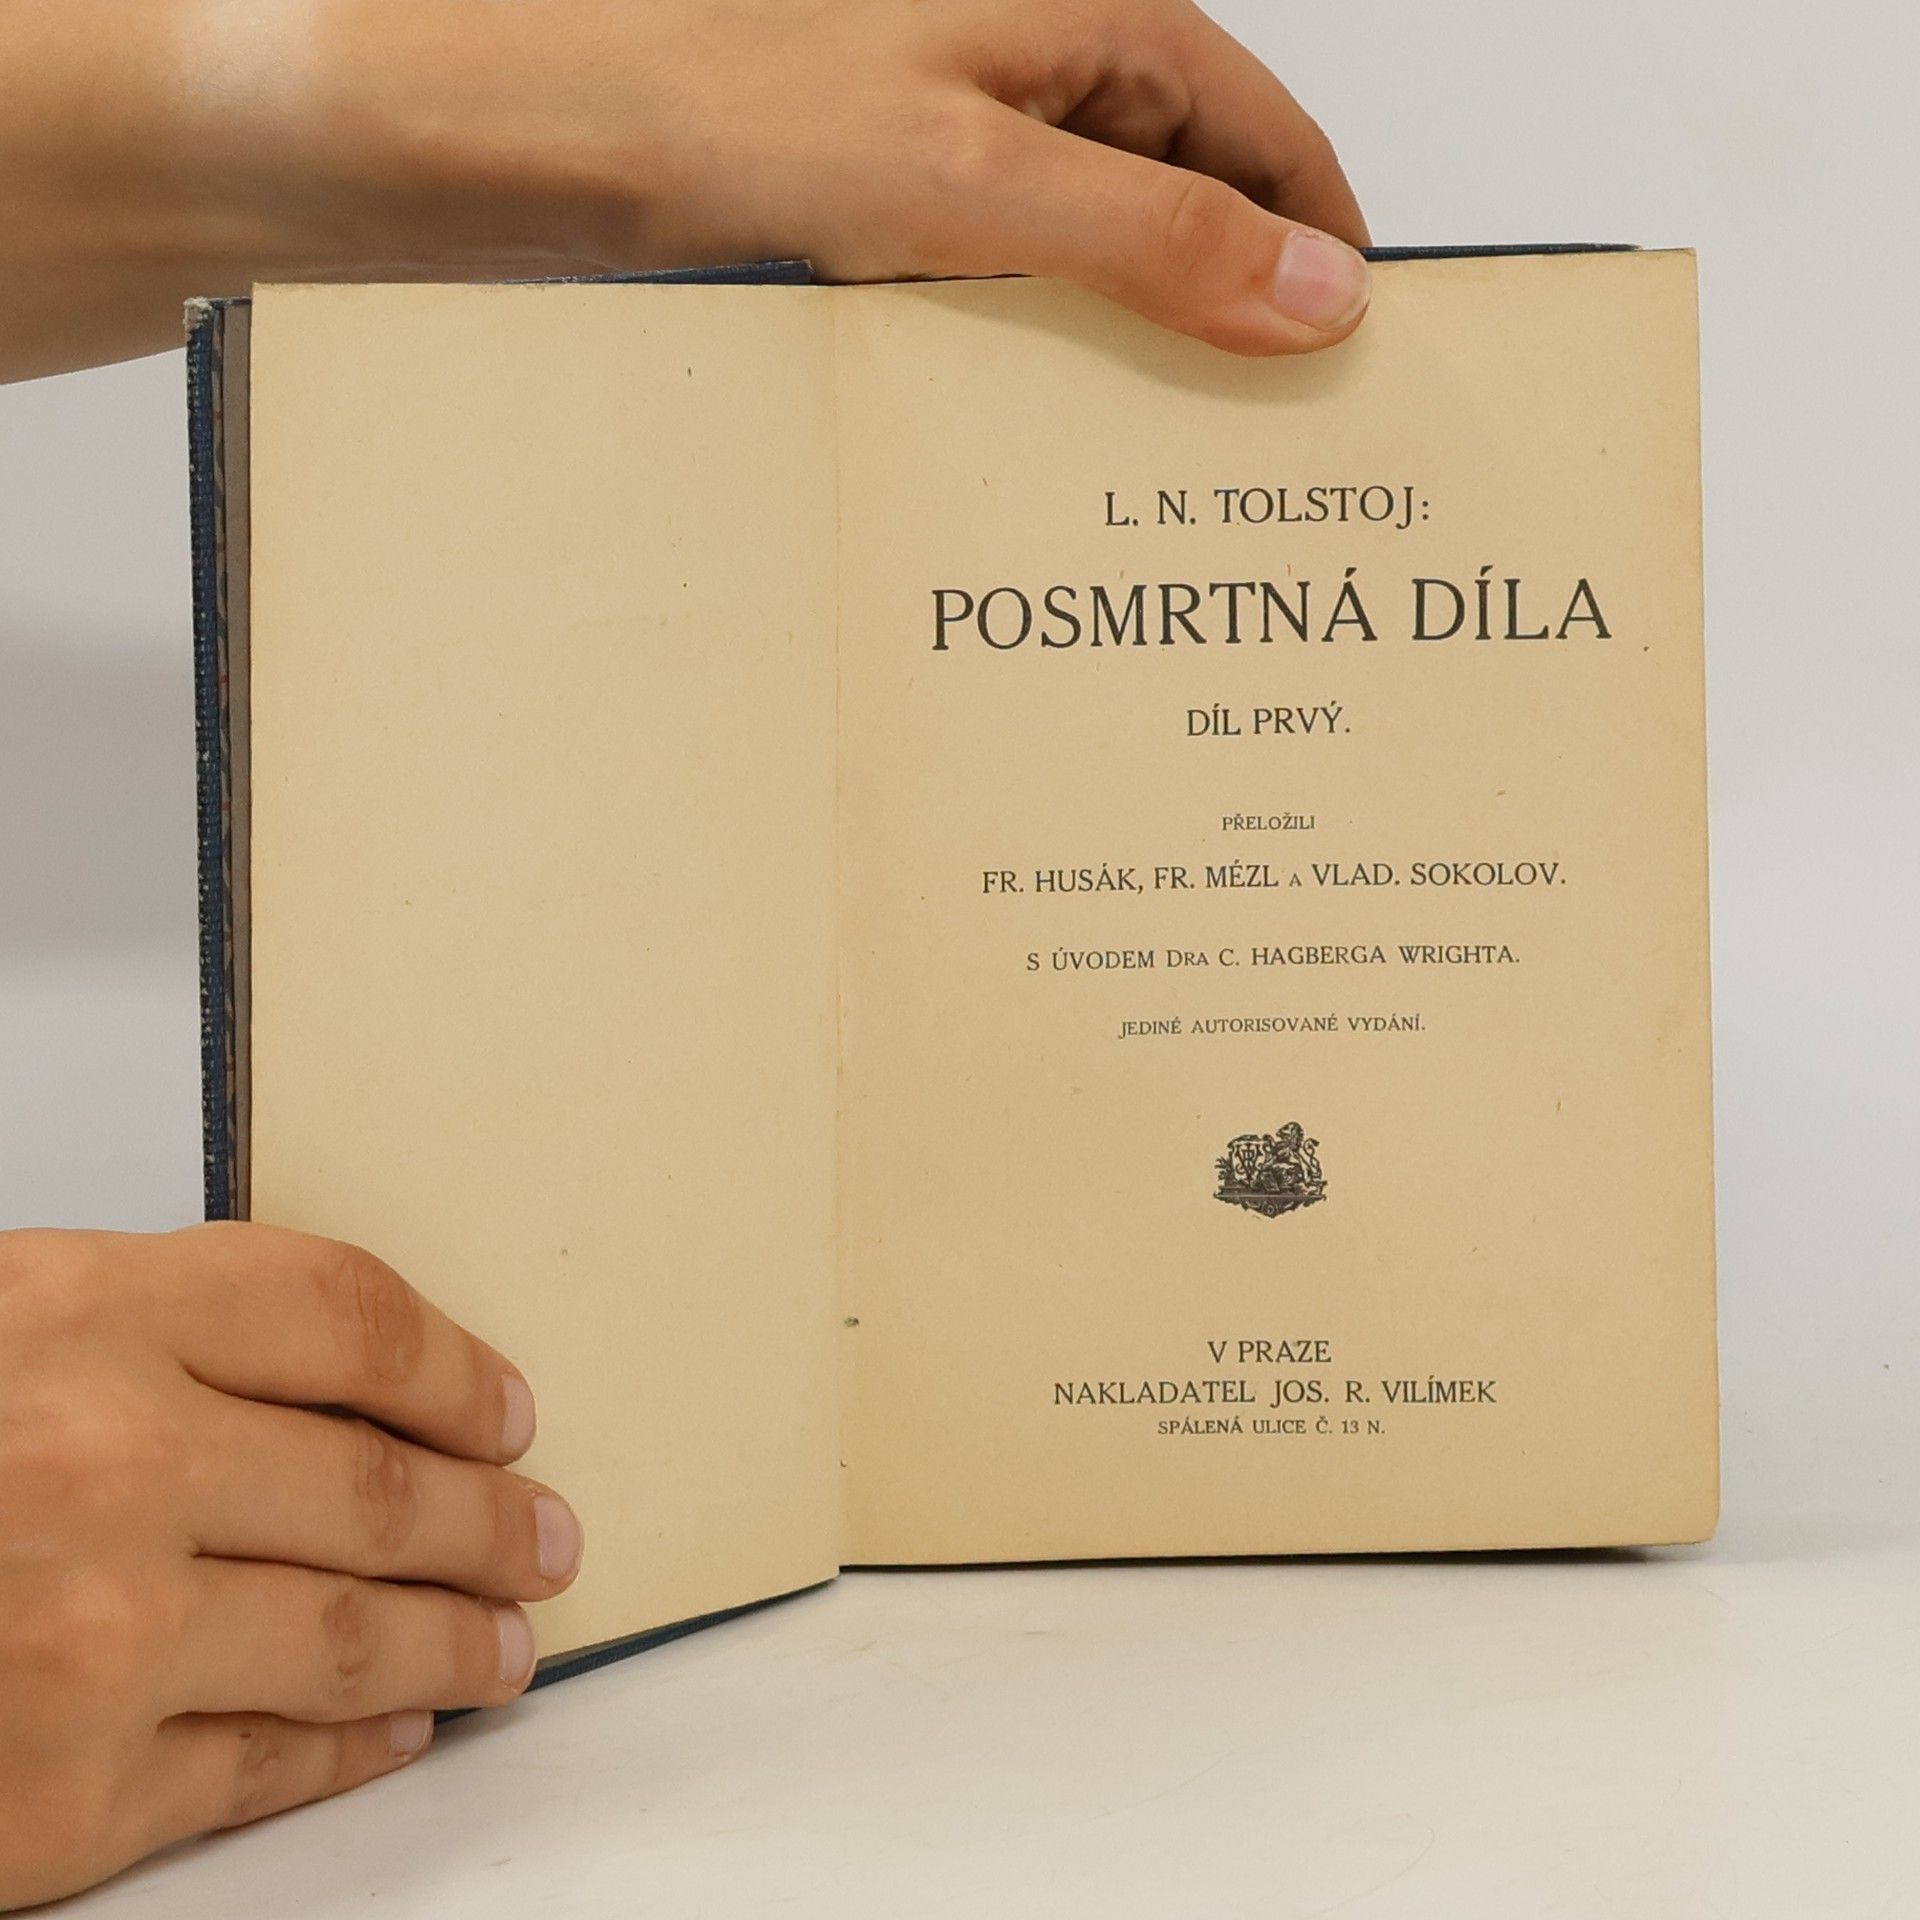 L. N. TOLSTOJ:
POSMRTNÁ DÍLA
DÍL PRVÝ.
PŘELOŽILI
FR. HUSÁK, FR. MÉZL A VLAD. SOKOLOV.
S ÚVODEM DRA C. HAGBERGA WRIGHTA.
JEDINÉ AUTORISOVANÉ VYDÁNÍ.
V PRAZE
NAKLADATEL JOS. R. VILÍMEK
SPÁLENÁ ULICE Č. 13 N.